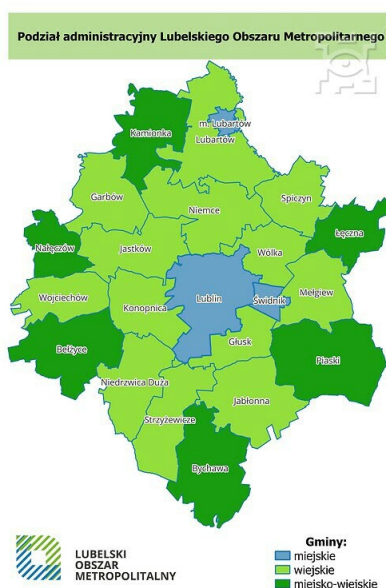 Podział administracyjny Lubelskiego Obszaru Metropolitarnego
m. Lubartów
Kamionka
Lubartów
Garbów
Spiczyn
Niemce
Łęczna
Nałęczów
Jastków
Wólka
Wojciechów
Mełgiew
Lublin
Świdnik
Konopnica
Głusk
Bełżyce
Piaski
Niedrzwica Duża
Jabłonna
Strzyżewice
Bychawa
Gminy:
miejskie
wiejskie
miejsko-wiejskie
LUBELSKI
OBSZAR
METROPOLITALNY